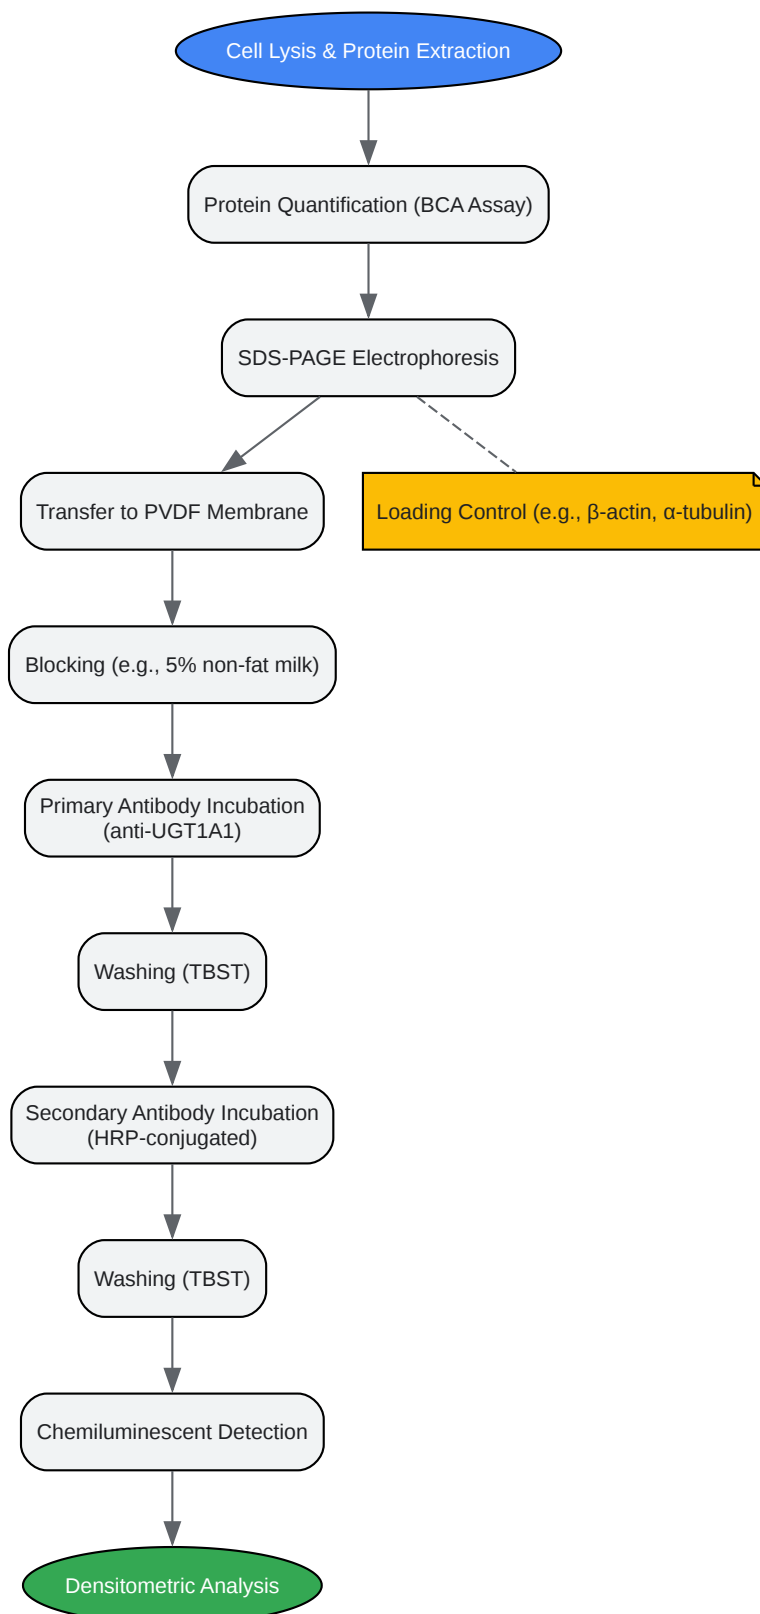 Cell Lysis & Protein Extraction
Protein Quantification (BCA Assay)
SDS-PAGE Electrophoresis
Transfer to PVDF Membrane
Loading Control (e.g., β-actin, α-tubulin)
Blocking (e.g., 5% non-fat milk)
Primary Antibody Incubation
(anti-UGT1A1)
Washing (TBST)
Secondary Antibody Incubation
(HRP-conjugated)
Washing (TBST)
Chemiluminescent Detection
Densitometric Analysis